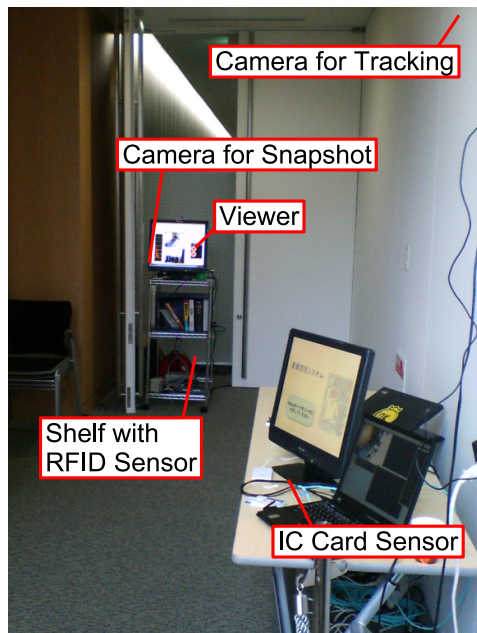 Camera for Tracking
Camera for Snapshot
Viewer
Shelf with
RFID Sensor
IC Card Sensor